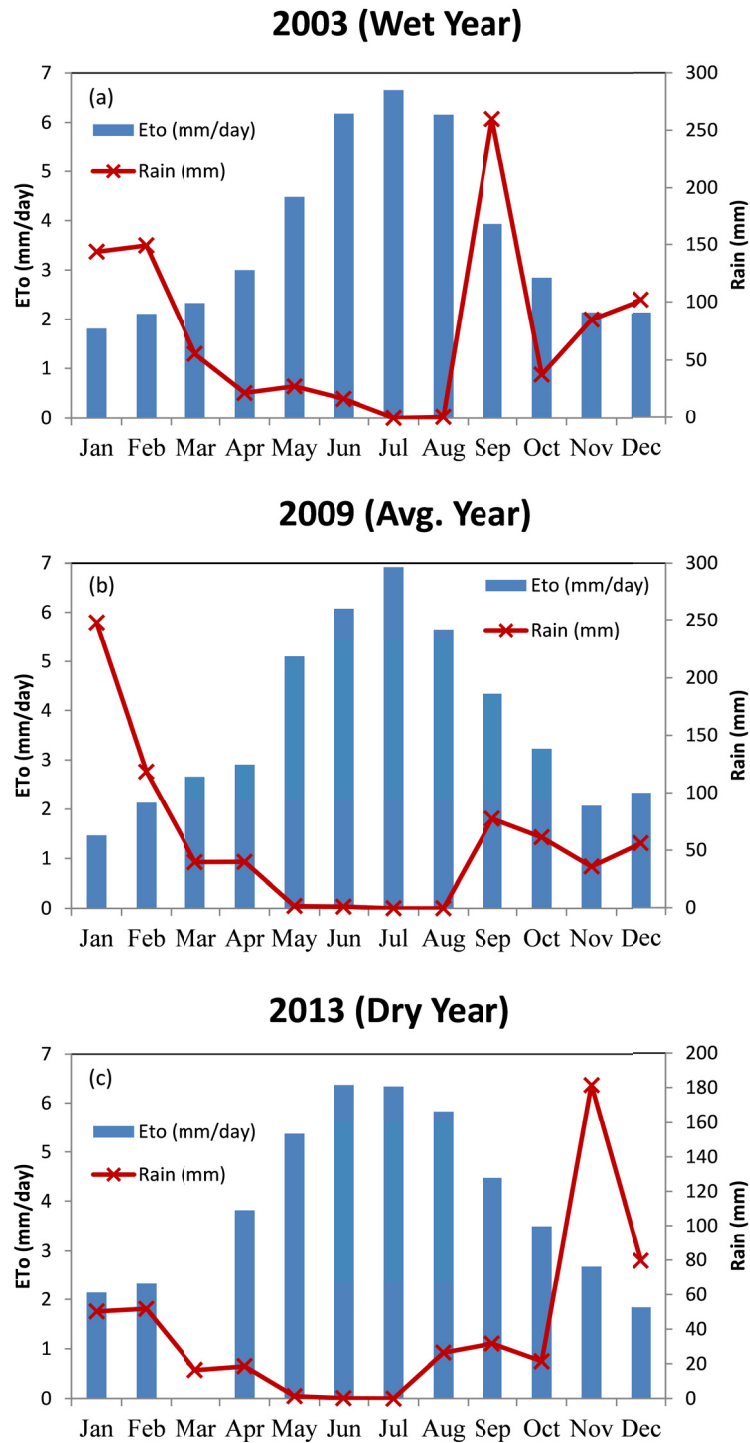 2003 (Wet Year)
(a)
Eto (mm/day)
Rain (mm)
7
6
5
4
3
2
1
0
ETo (mm/day)
300
250
200
150
100
50
0
Rain (mm)
Jan Feb Mar Apr May Jun Jul Aug Sep Oct Nov Dec
2009 (Avg. Year)
(b)
Eto (mm/day)
Rain (mm)
7
6
5
4
3
2
1
0
ETo (mm/day)
300
250
200
150
100
50
0
Rain (mm)
Jan Feb Mar Apr May Jun Jul Aug Sep Oct Nov Dec
2013 (Dry Year)
(c)
Eto (mm/day)
Rain (mm)
7
6
5
4
3
2
1
0
ETo (mm/day)
200
180
160
140
120
100
80
60
40
20
0
Rain (mm)
Jan Feb Mar Apr May Jun Jul Aug Sep Oct Nov Dec